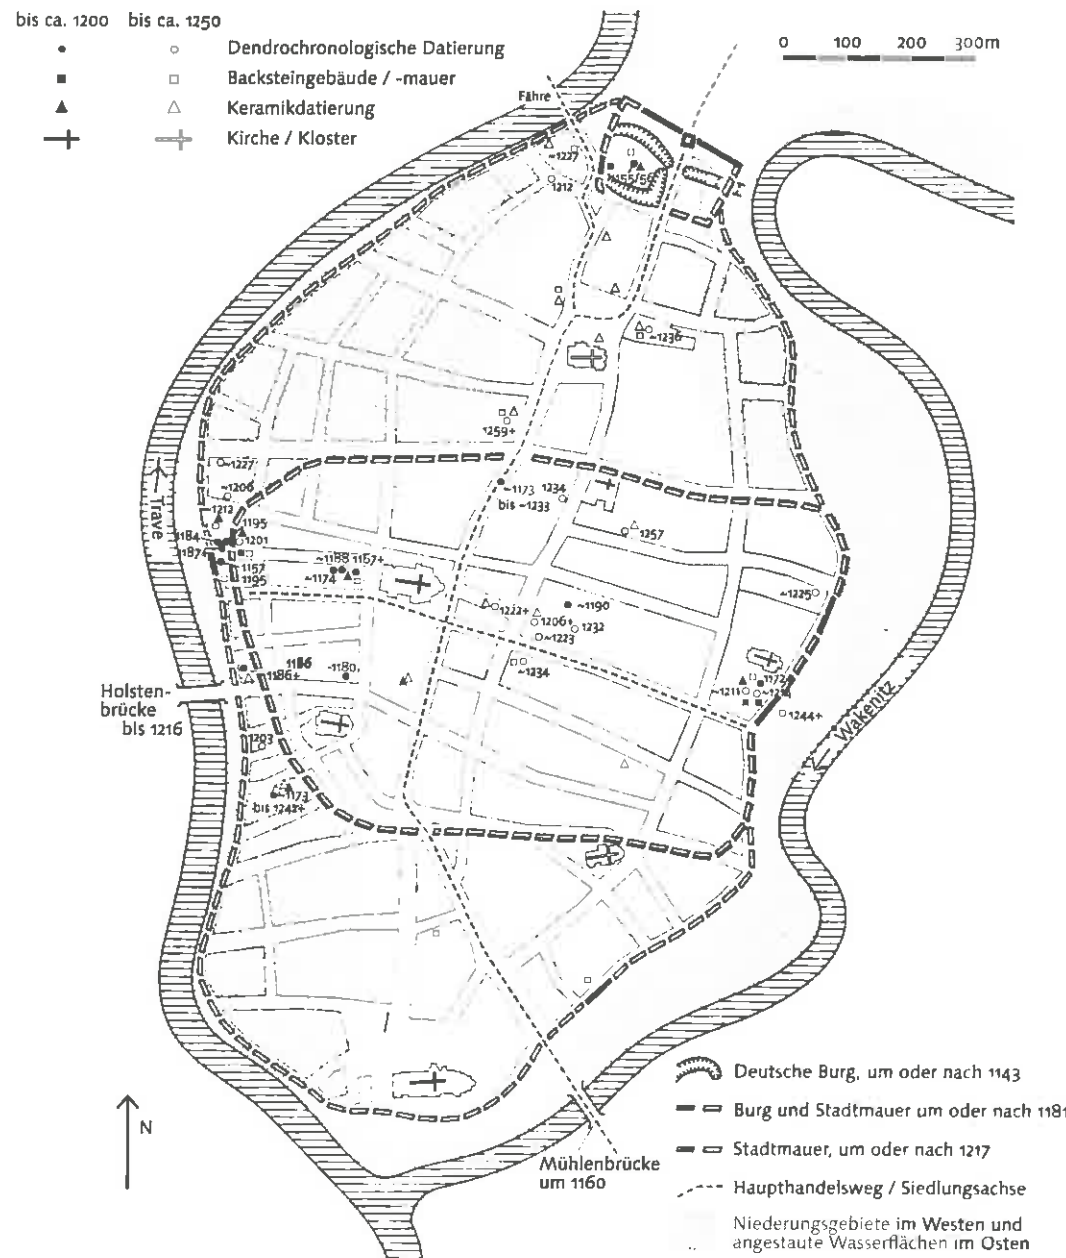 bis ca. 1200 bis ca. 1250
Dendrochronologische Datierung
Backsteingebäude / -mauer
Keramikdatierung
Kirche / Kloster
0 100 200 300m
Fähre
~1227
1212
1155/56
~1236
1259+
~1227
~1206
~1173
bis ~1233
1234
1212
1195
1184
1201
1187
1257
~1188 1167+
~1174
1157
1195
~1225
~1190
1222+
1206+
1232
~1223
~1234
1186
1186+
~1180
1172
~1211
1244+
Holsten-
brücke
bis 1216
1203
1173
bis 1242+
Trave
Wakenitz
N
Mühlenbrücke
um 1160
Deutsche Burg, um oder nach 1143
Burg und Stadtmauer um oder nach 1181
Stadtmauer, um oder nach 1217
Haupthandelsweg / Siedlungsachse
Niederungsgebiete im Westen und
angestaute Wasserflächen im Osten